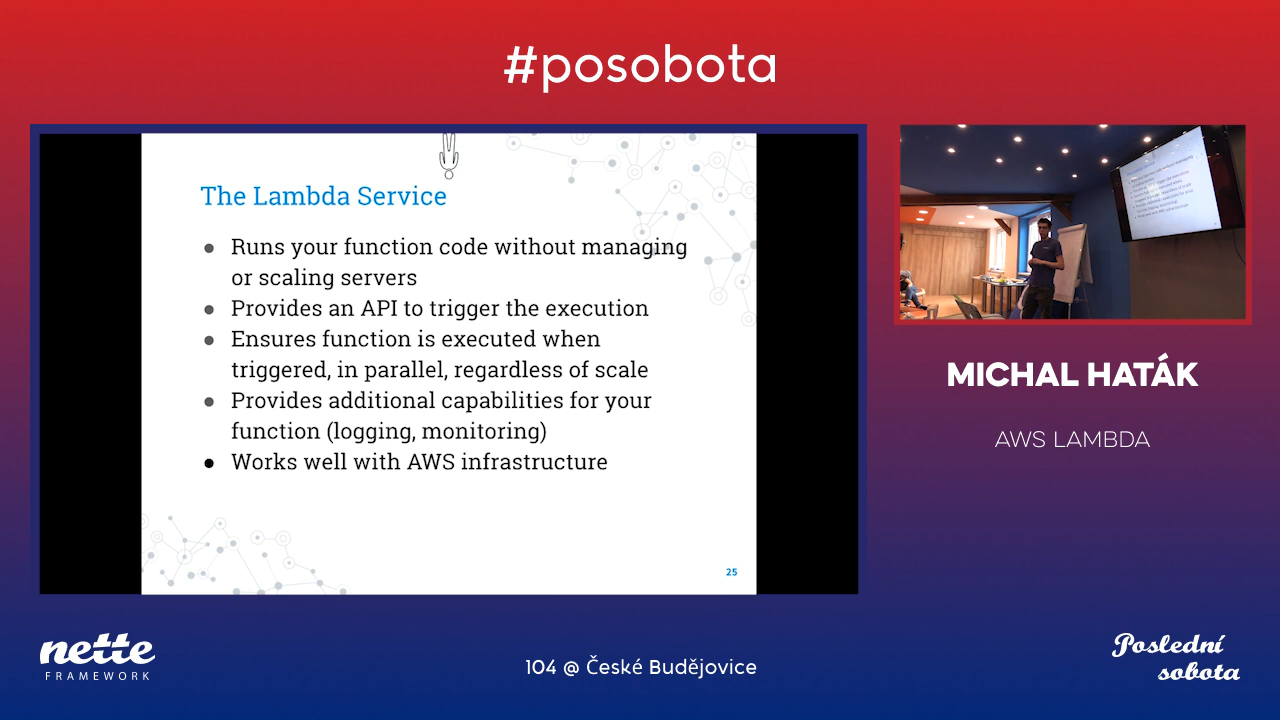 #posobota
The Lambda Service
● Runs your function code without managing
or scaling servers
● Provides an API to trigger the execution
● Ensures function is executed when
triggered, in parallel, regardless of scale
● Provides additional capabilities for your
function (logging, monitoring)
● Works well with AWS infrastructure
25
MICHAL HATÁK
AWS LAMBDA
nette
FRAMEWORK
104 @ České Budějovice
Poslední
sobota